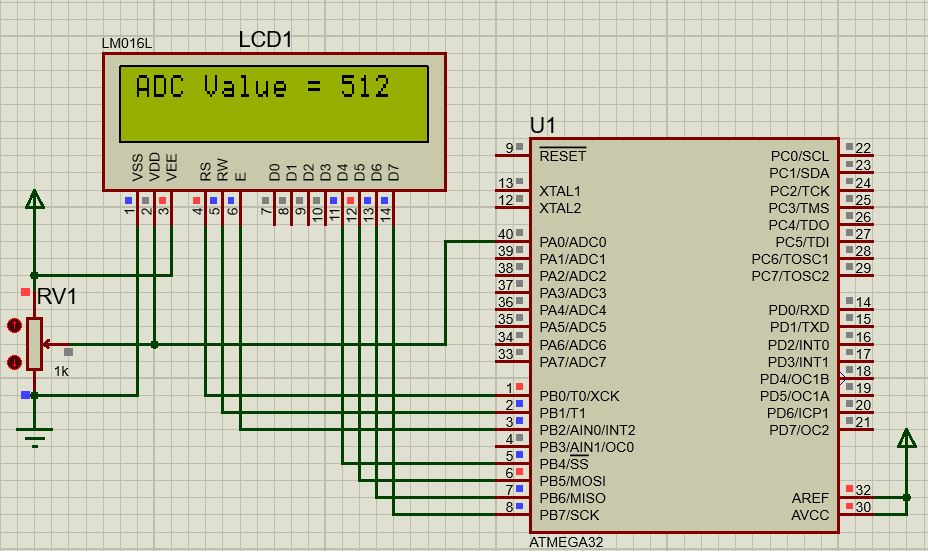 LCD1
LM016L
ADC Value = 512
VSS
VDD
VEE
RS
RW
E
D0
D1
D2
D3
D4
D5
D6
D7
1
2
3
4
5
6
7
8
9
10
11
12
13
14
RV1
1k
U1
9 RESET
13 XTAL1
12 XTAL2
40 PA0/ADC0
39 PA1/ADC1
38 PA2/ADC2
37 PA3/ADC3
36 PA4/ADC4
35 PA5/ADC5
34 PA6/ADC6
33 PA7/ADC7
1 PB0/T0/XCK
2 PB1/T1
3 PB2/AIN0/INT2
4 PB3/AIN1/OC0
5 PB4/SS
6 PB5/MOSI
7 PB6/MISO
8 PB7/SCK
PC0/SCL 22
PC1/SDA 23
PC2/TCK 24
PC3/TMS 25
PC4/TDO 26
PC5/TDI 27
PC6/TOSC1 28
PC7/TOSC2 29
PD0/RXD 14
PD1/TXD 15
PD2/INT0 16
PD3/INT1 17
PD4/OC1B 18
PD5/OC1A 19
PD6/ICP1 20
PD7/OC2 21
AREF 32
AVCC 30
ATMEGA32